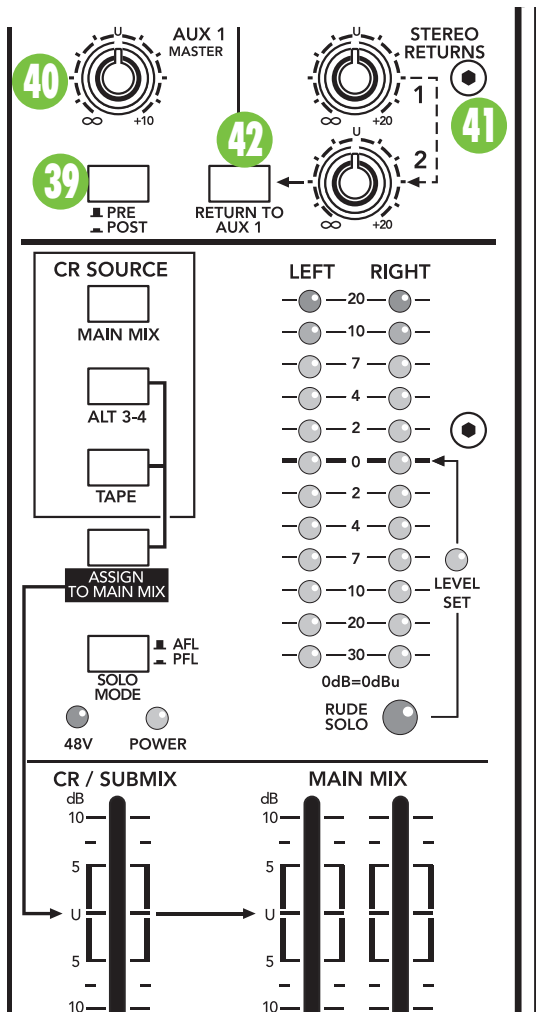 U
AUX 1
MASTER
∞
+10
40
39
PRE
POST
U
STEREO
RETURNS
∞
+20
1
41
42
U
2
∞
+20
RETURN TO
AUX 1
CR SOURCE
MAIN MIX
ALT 3-4
TAPE
ASSIGN
TO MAIN MIX
AFL
PFL
SOLO
MODE
48V
POWER
LEFT RIGHT
20
10
7
4
2
0
2
4
7
10
20
30
LEVEL
SET
0dB=0dBu
RUDE
SOLO
CR / SUBMIX
dB
10
5
U
5
10
MAIN MIX
dB
10
5
U
5
10